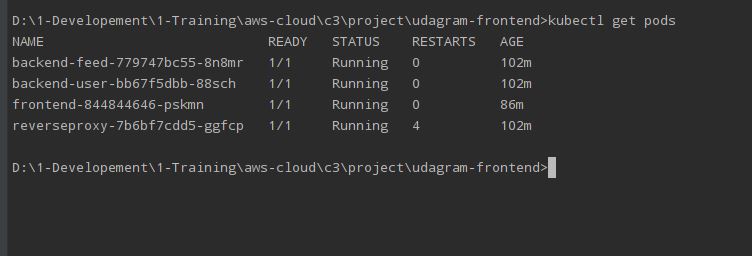 D:\1-Developement\1-Training\aws-cloud\c3\project\udagram-frontend>kubectl get pods
NAME READY STATUS RESTARTS AGE
backend-feed-779747bc55-8n8mr 1/1 Running 0 102m
backend-user-bb67f5dbb-88sch 1/1 Running 0 102m
frontend-844844646-pskmn 1/1 Running 0 86m
reverseproxy-7b6bf7cdd5-ggfcp 1/1 Running 4 102m
D:\1-Developement\1-Training\aws-cloud\c3\project\udagram-frontend>